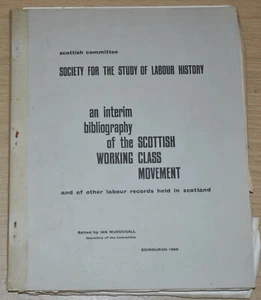 scottish committee
SOCIETY FOR THE STUDY OF LABOUR HISTORY
an interim
bibliography
of the SCOTTISH
WORKING CLASS
MOVEMENT
and of other labour records held in scotland
Edited by IAN MacDOUGALL
Secretary of the Committee
EDINBURGH 1965